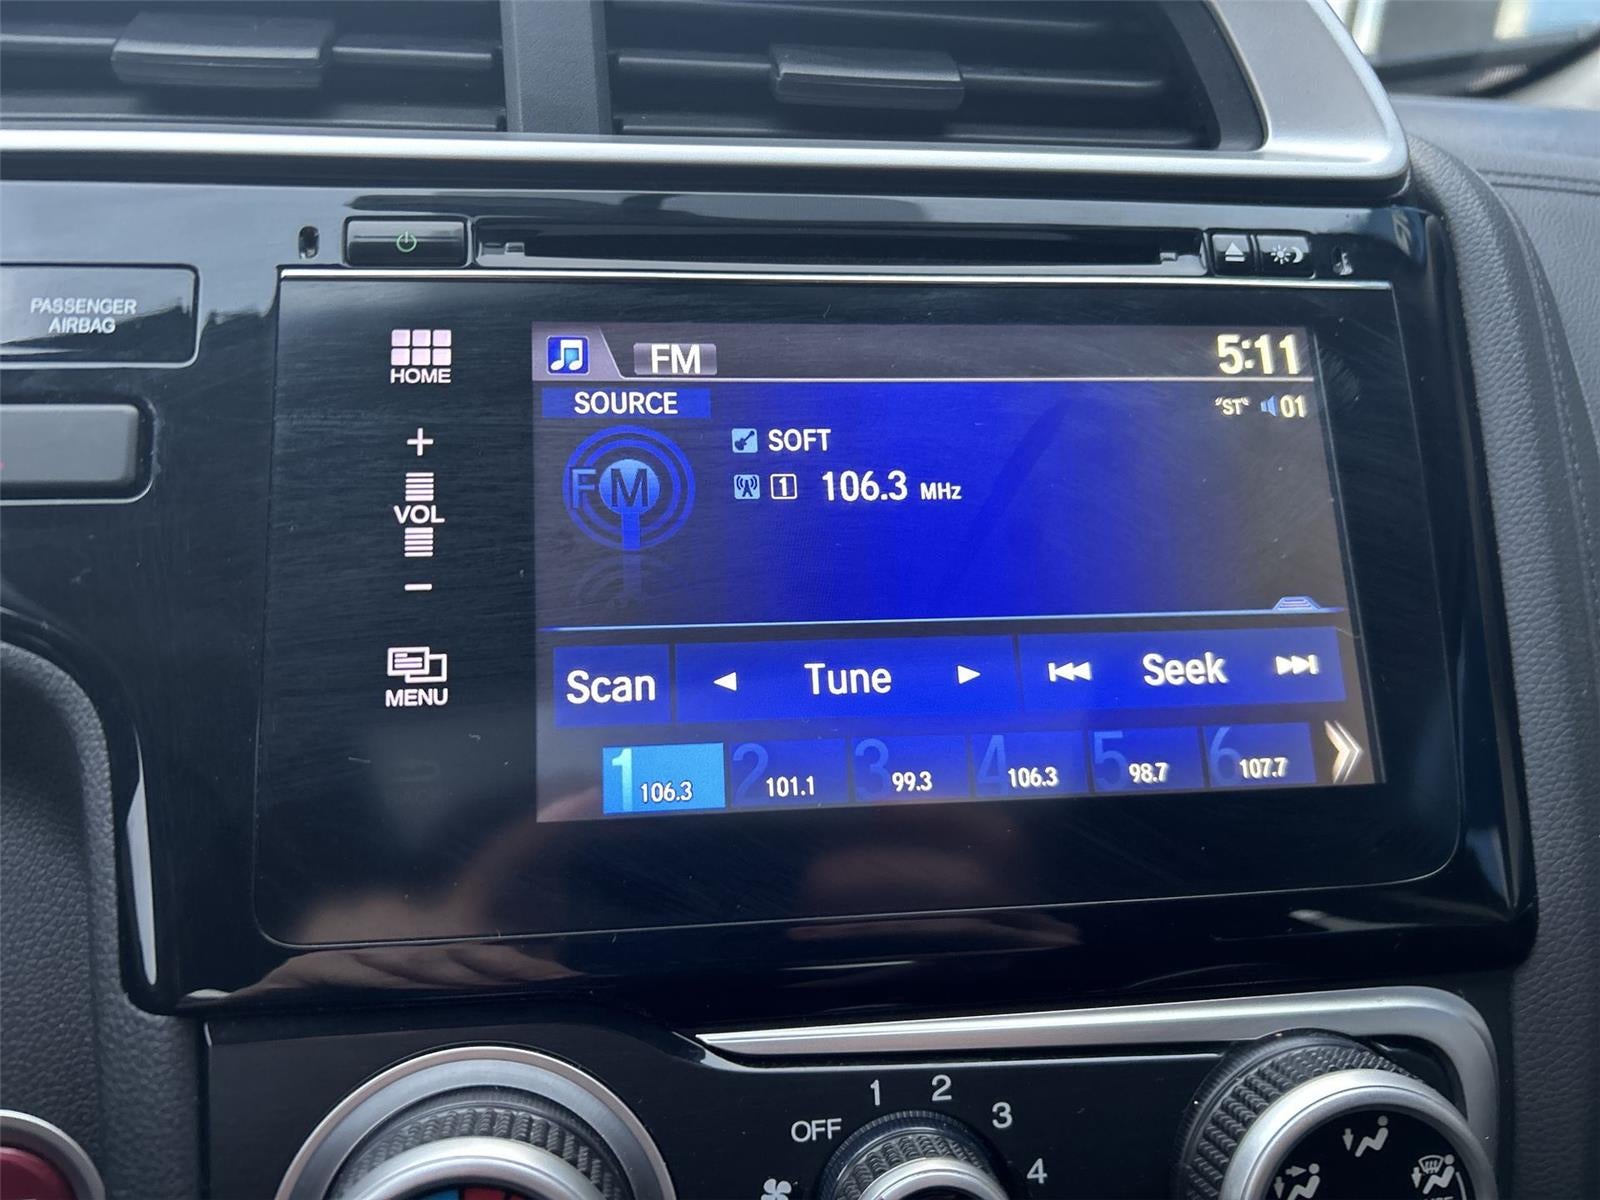 PASSENGER
AIRBAG
HOME
+
VOL
−
MENU
FM
5:11
SOURCE
"ST" 01
FM
SOFT
1 106.3 MHz
Scan
Tune
Seek
1 106.3
2 101.1
3 99.3
4 106.3
5 98.7
6 107.7
OFF
1
2
3
4